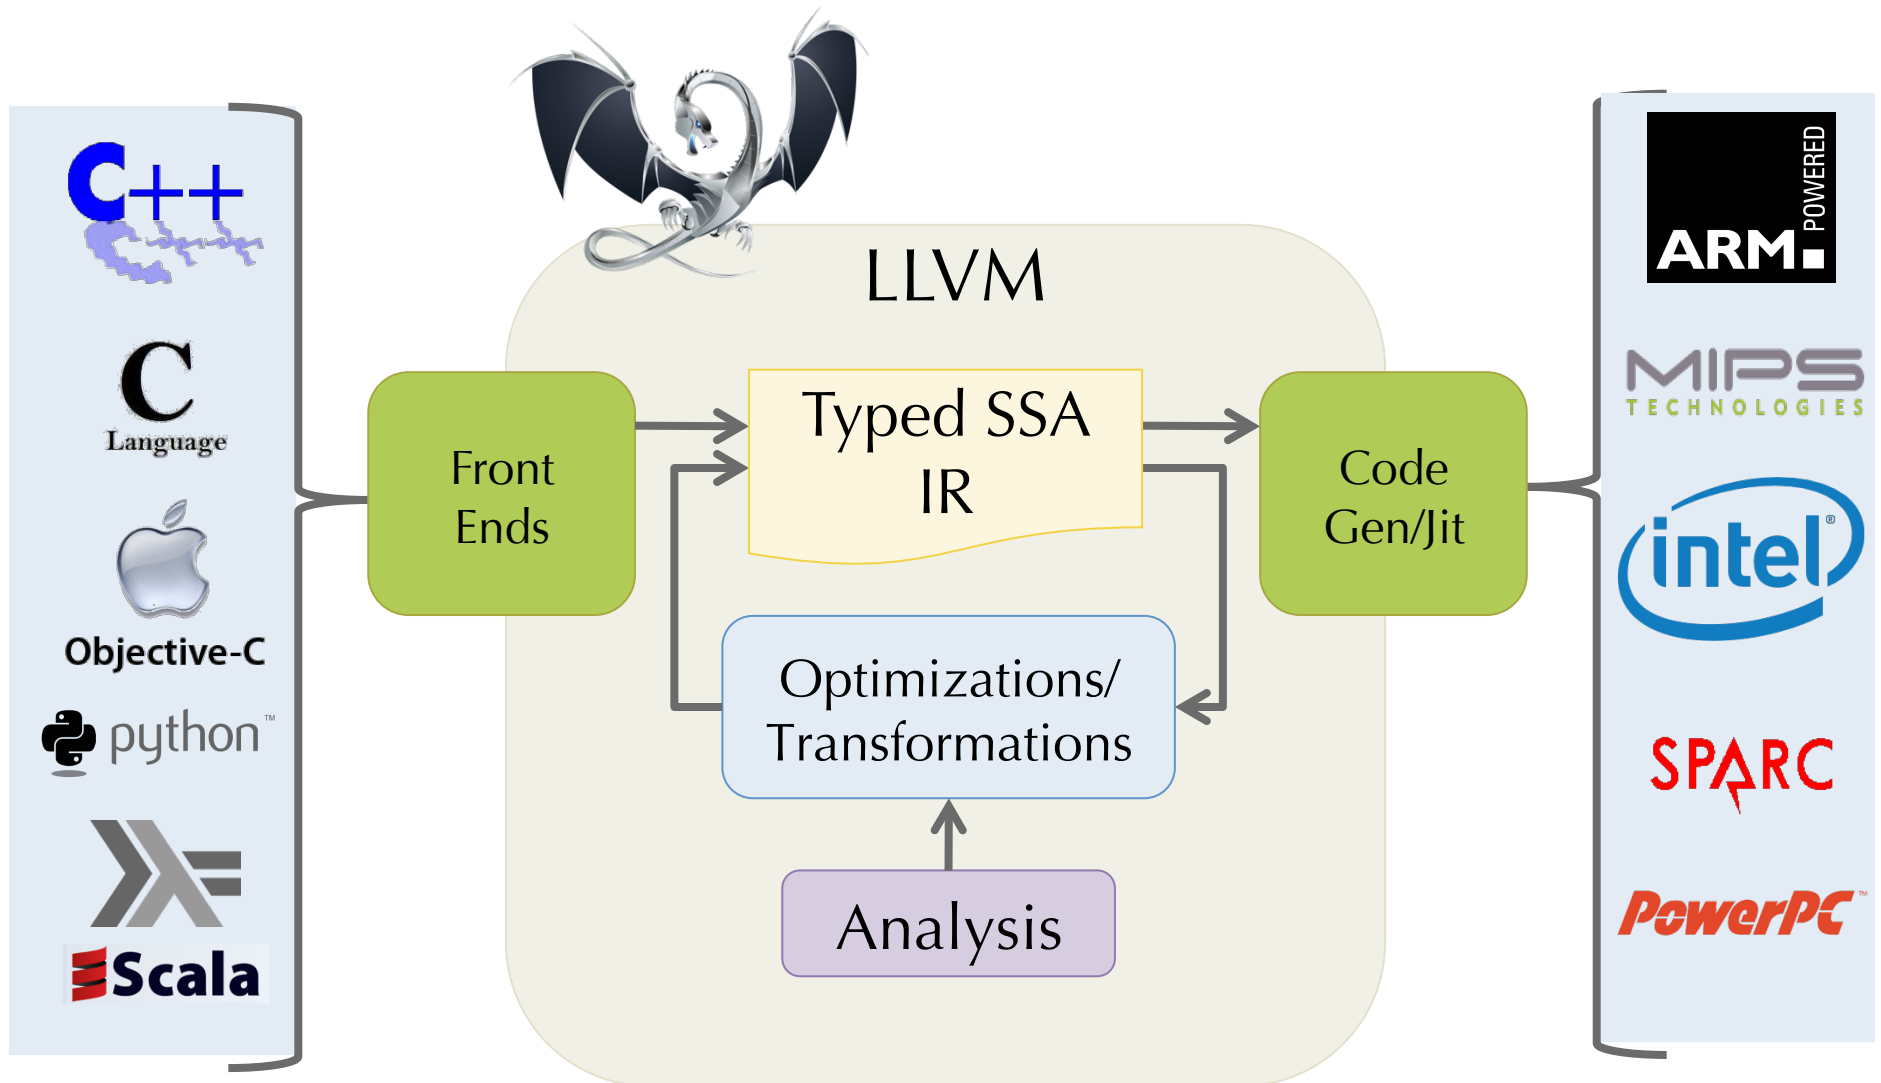 C++
C
Language
Objective-C
python™
Scala
LLVM
Front
Ends
Typed SSA
IR
Code
Gen/Jit
Optimizations/
Transformations
Analysis
ARM
POWERED
MIPS
TECHNOLOGIES
intel®
SPARC
PowerPC™